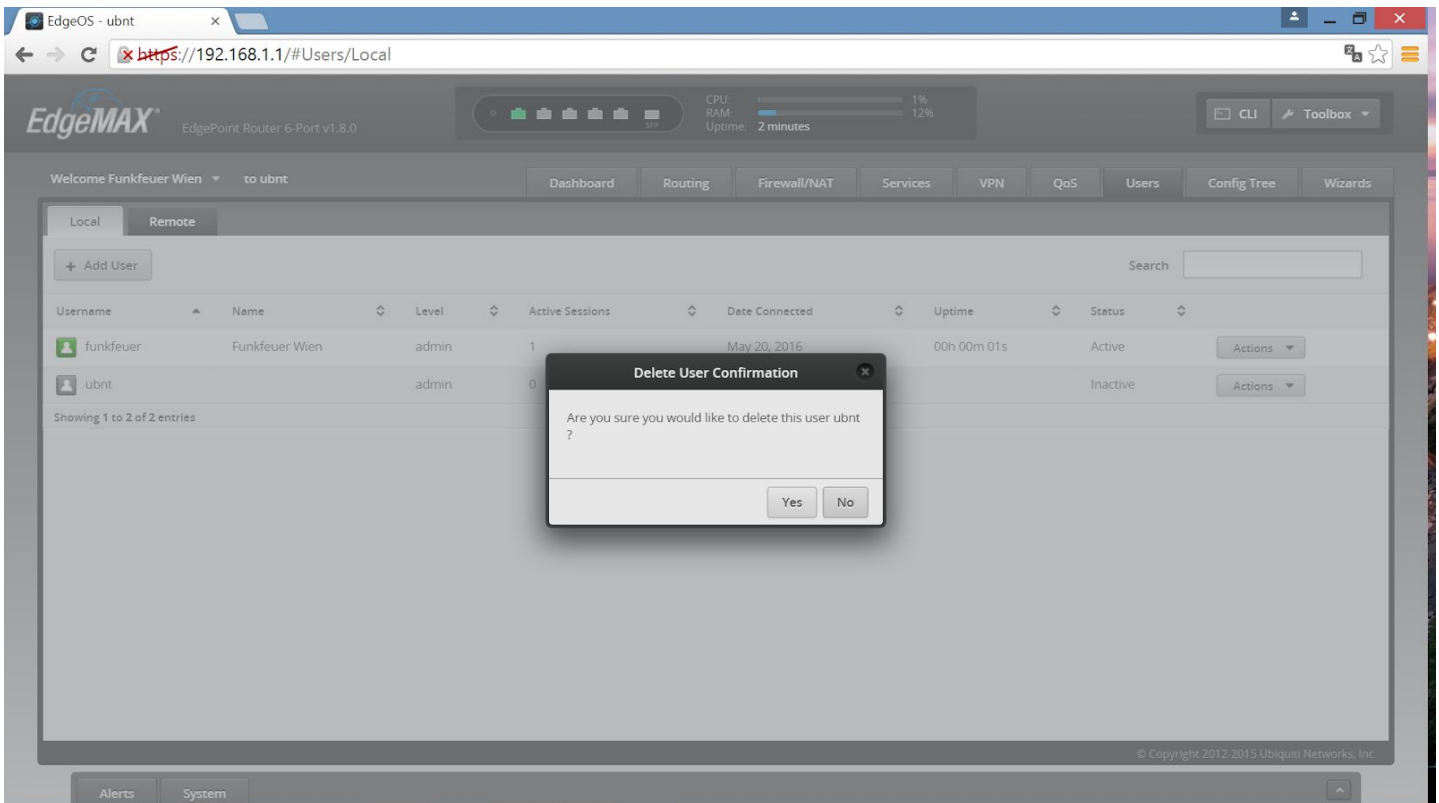 EdgeOS - ubnt
https://192.168.1.1/#Users/Local
EdgeMAX® EdgePoint Router 6-Port v1.8.0
SFP
CPU: 1%
RAM: 12%
Uptime: 2 minutes
CLI Toolbox
Welcome Funkfeuer Wien to ubnt
Dashboard Routing Firewall/NAT Services VPN QoS Users Config Tree Wizards
Local Remote
+ Add User Search
Username Name Level Active Sessions Date Connected Uptime Status
funkfeuer Funkfeuer Wien admin 1 May 20, 2016 00h 00m 01s Active Actions
ubnt admin 0 Inactive Actions
Showing 1 to 2 of 2 entries
Delete User Confirmation
Are you sure you would like to delete this user ubnt
?
Yes No
© Copyright 2012-2015 Ubiquiti Networks, Inc.
Alerts System